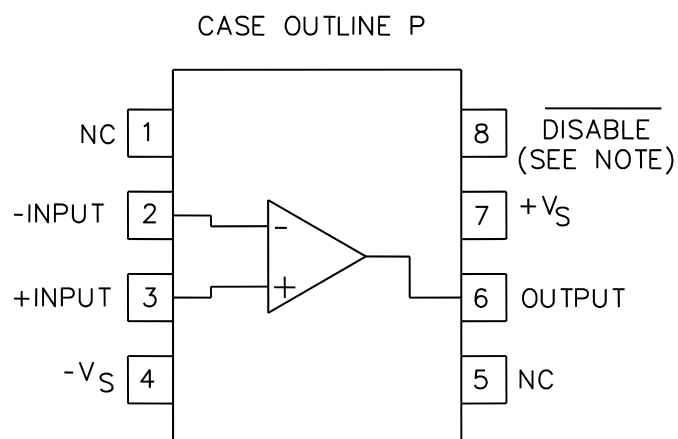 CASE OUTLINE P
NC 1
8 DISABLE
(SEE NOTE)
-INPUT 2 -
7 +VS
+INPUT 3 +
6 OUTPUT
-VS 4
5 NC